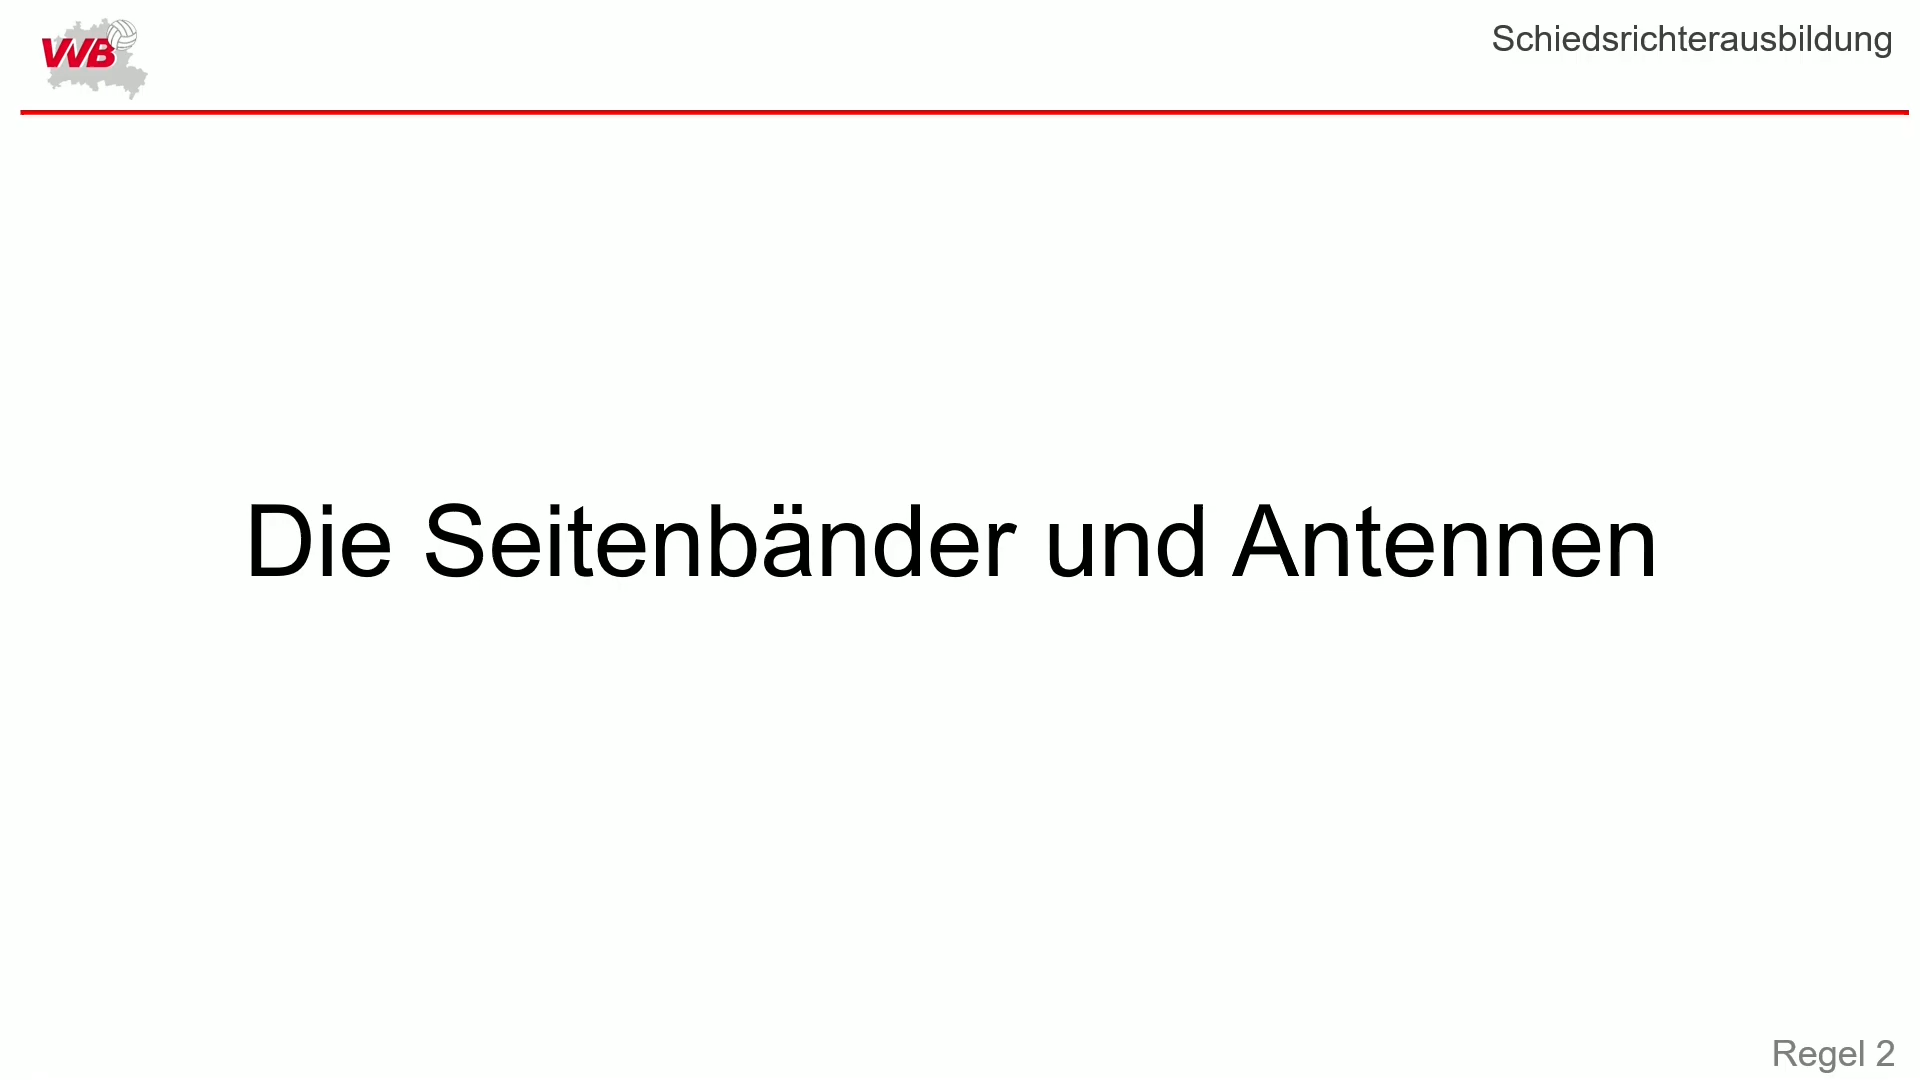 VVB
Schiedsrichterausbildung
Die Seitenbänder und Antennen
Regel 2